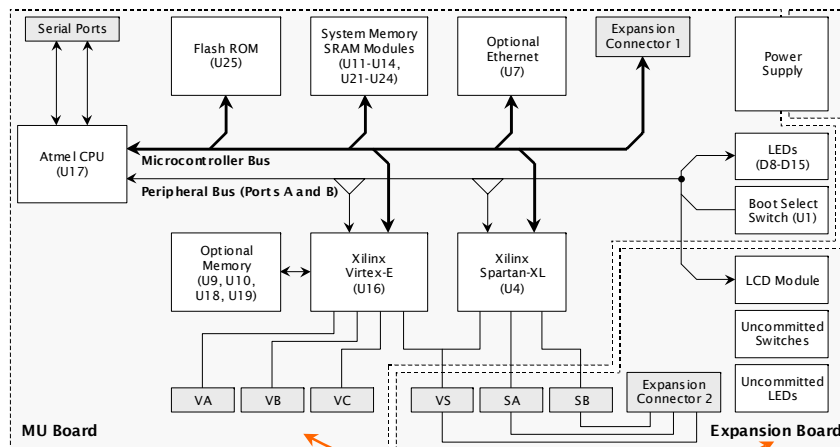 Serial Ports
Flash ROM
(U25)
System Memory
SRAM Modules
(U11-U14,
U21-U24)
Optional
Ethernet
(U7)
Expansion
Connector 1
Power
Supply
Atmel CPU
(U17)
Microcontroller Bus
Peripheral Bus (Ports A and B)
LEDs
(D8-D15)
Boot Select
Switch (U1)
Optional
Memory
(U9, U10,
U18, U19)
Xilinx
Virtex-E
(U16)
Xilinx
Spartan-XL
(U4)
LCD Module
Uncommitted
Switches
Uncommitted
LEDs
VA
VB
VC
VS
SA
SB
Expansion
Connector 2
MU Board
Expansion Board